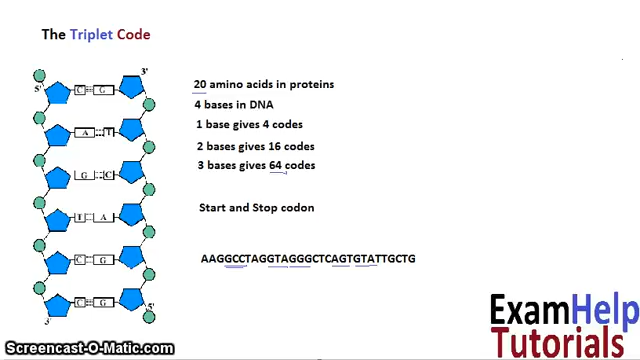 The Triplet Code
3'
5'
C G
A T
G C
T A
C G
C G
5'
3'
20 amino acids in proteins
4 bases in DNA
1 base gives 4 codes
2 bases gives 16 codes
3 bases gives 64 codes
Start and Stop codon
AAGGCCTAGGTAGGGCTCAGTGTATTGCTG
ExamHelp
Tutorials
Screencast-O-Matic.com